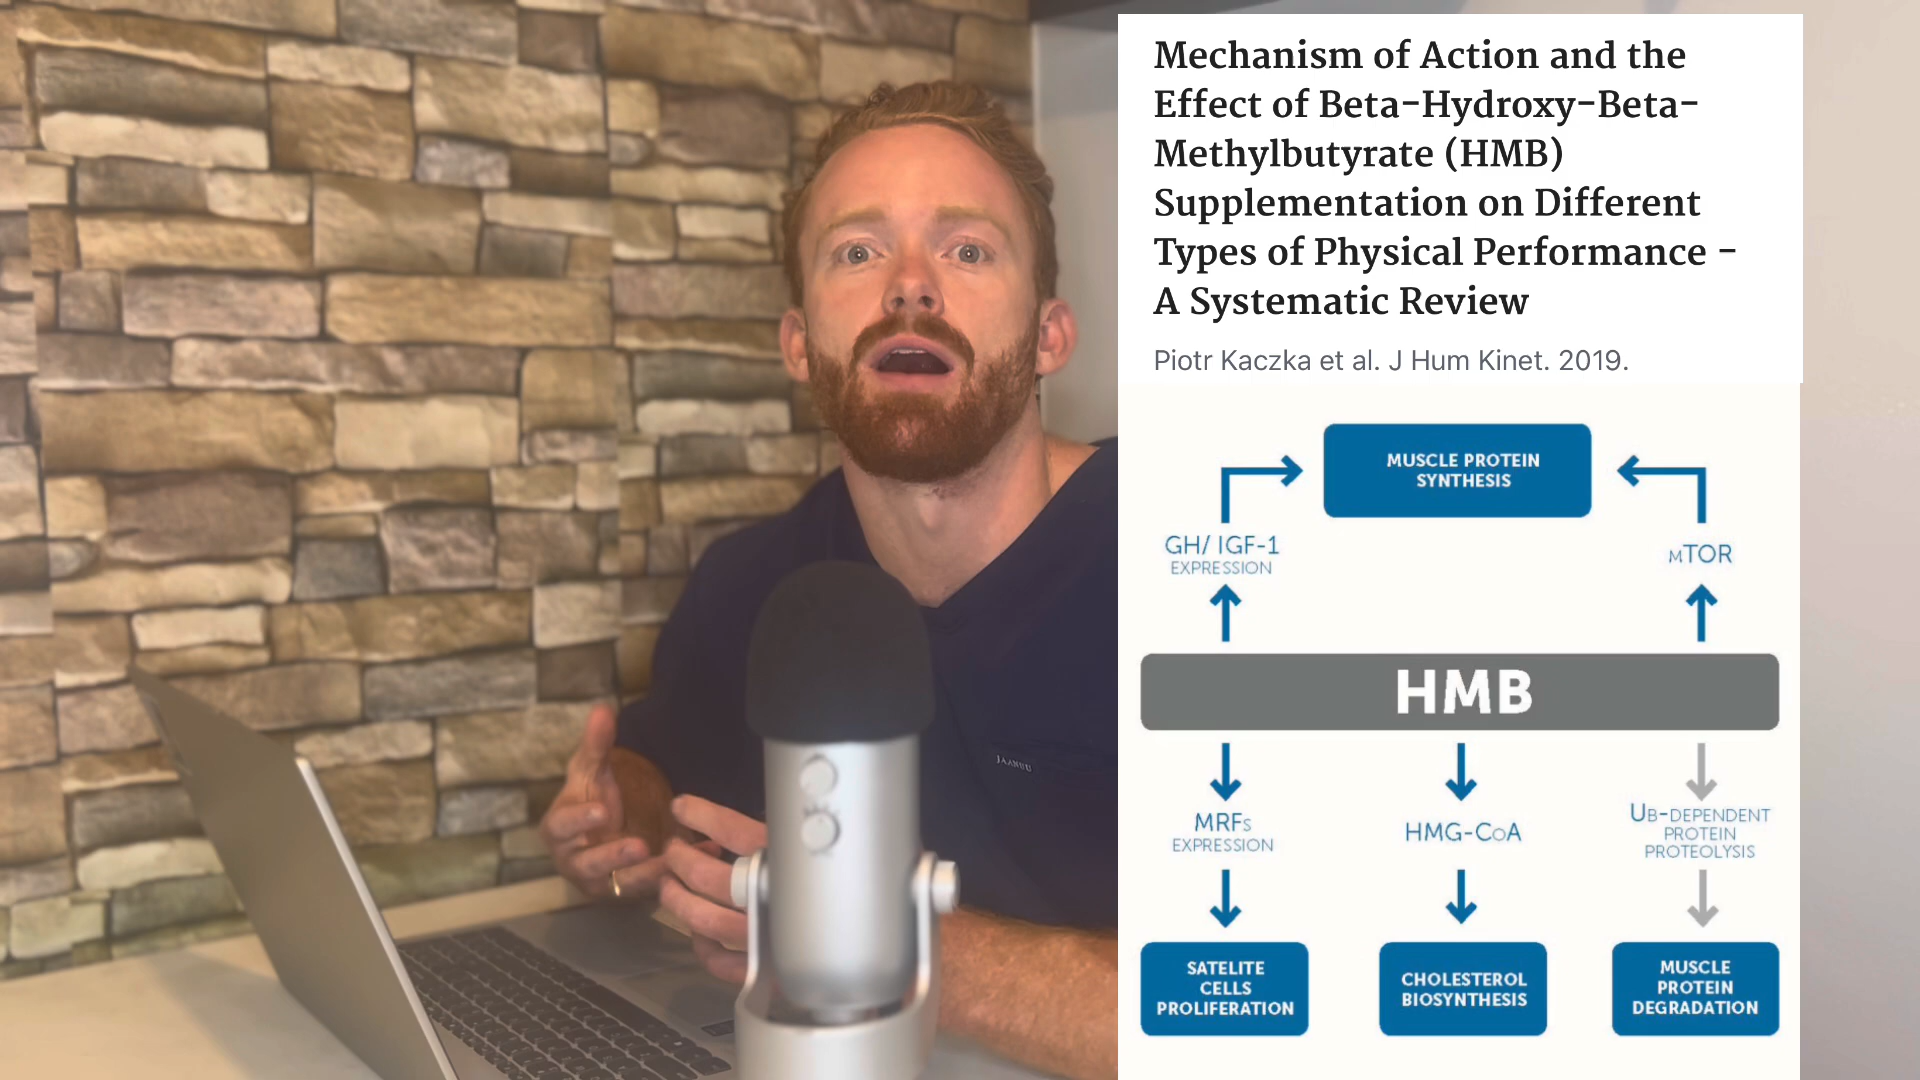 Mechanism of Action and the
Effect of Beta-Hydroxy-Beta-
Methylbutyrate (HMB)
Supplementation on Different
Types of Physical Performance -
A Systematic Review
Piotr Kaczka et al. J Hum Kinet. 2019.
MUSCLE PROTEIN
SYNTHESIS
GH/ IGF-1
EXPRESSION
MTOR
HMB
MRFS
EXPRESSION
HMG-COA
UB-DEPENDENT
PROTEIN
PROTEOLYSIS
SATELITE
CELLS
PROLIFERATION
CHOLESTEROL
BIOSYNTHESIS
MUSCLE
PROTEIN
DEGRADATION
JAANUU